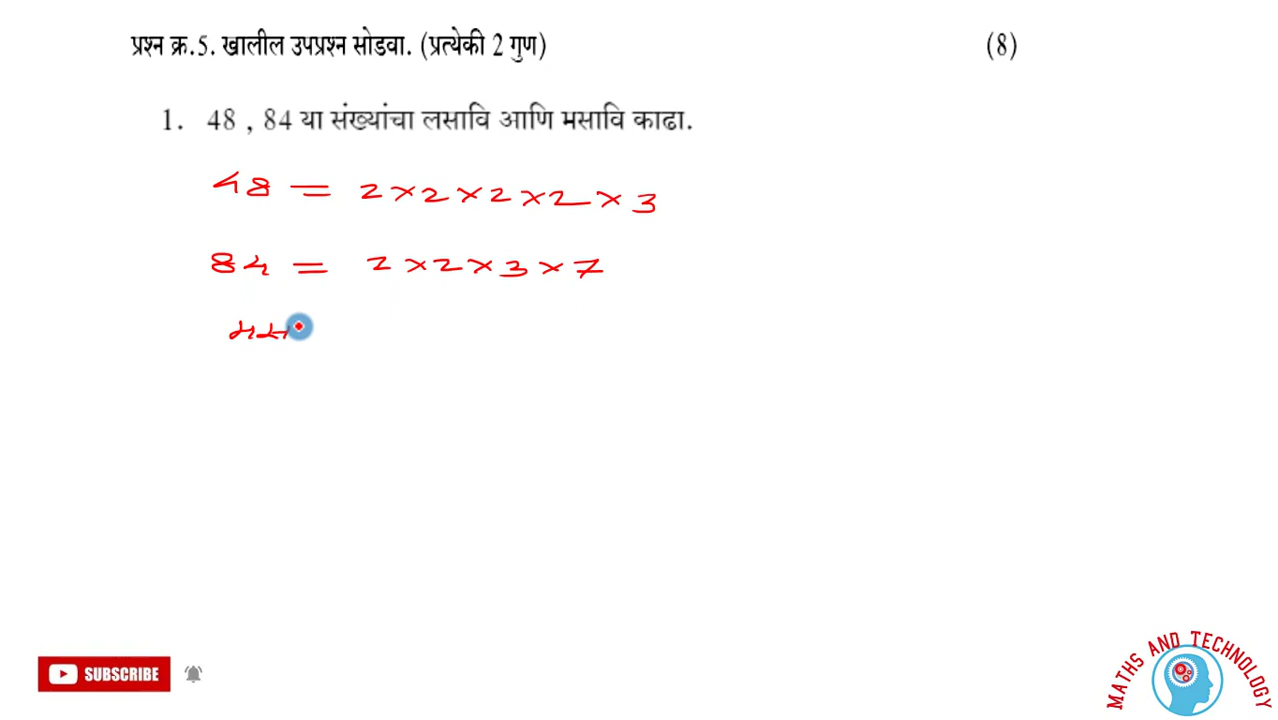 प्रश्न क्र.5. खालील उपप्रश्न सोडवा. (प्रत्येकी 2 गुण) (8)
1. 48 , 84 या संख्यांचा लसावि आणि मसावि काढा.
48 = 2 × 2 × 2 × 2 × 3
84 = 2 × 2 × 3 × 7
मसा
SUBSCRIBE
MATHS AND TECHNOLOGY